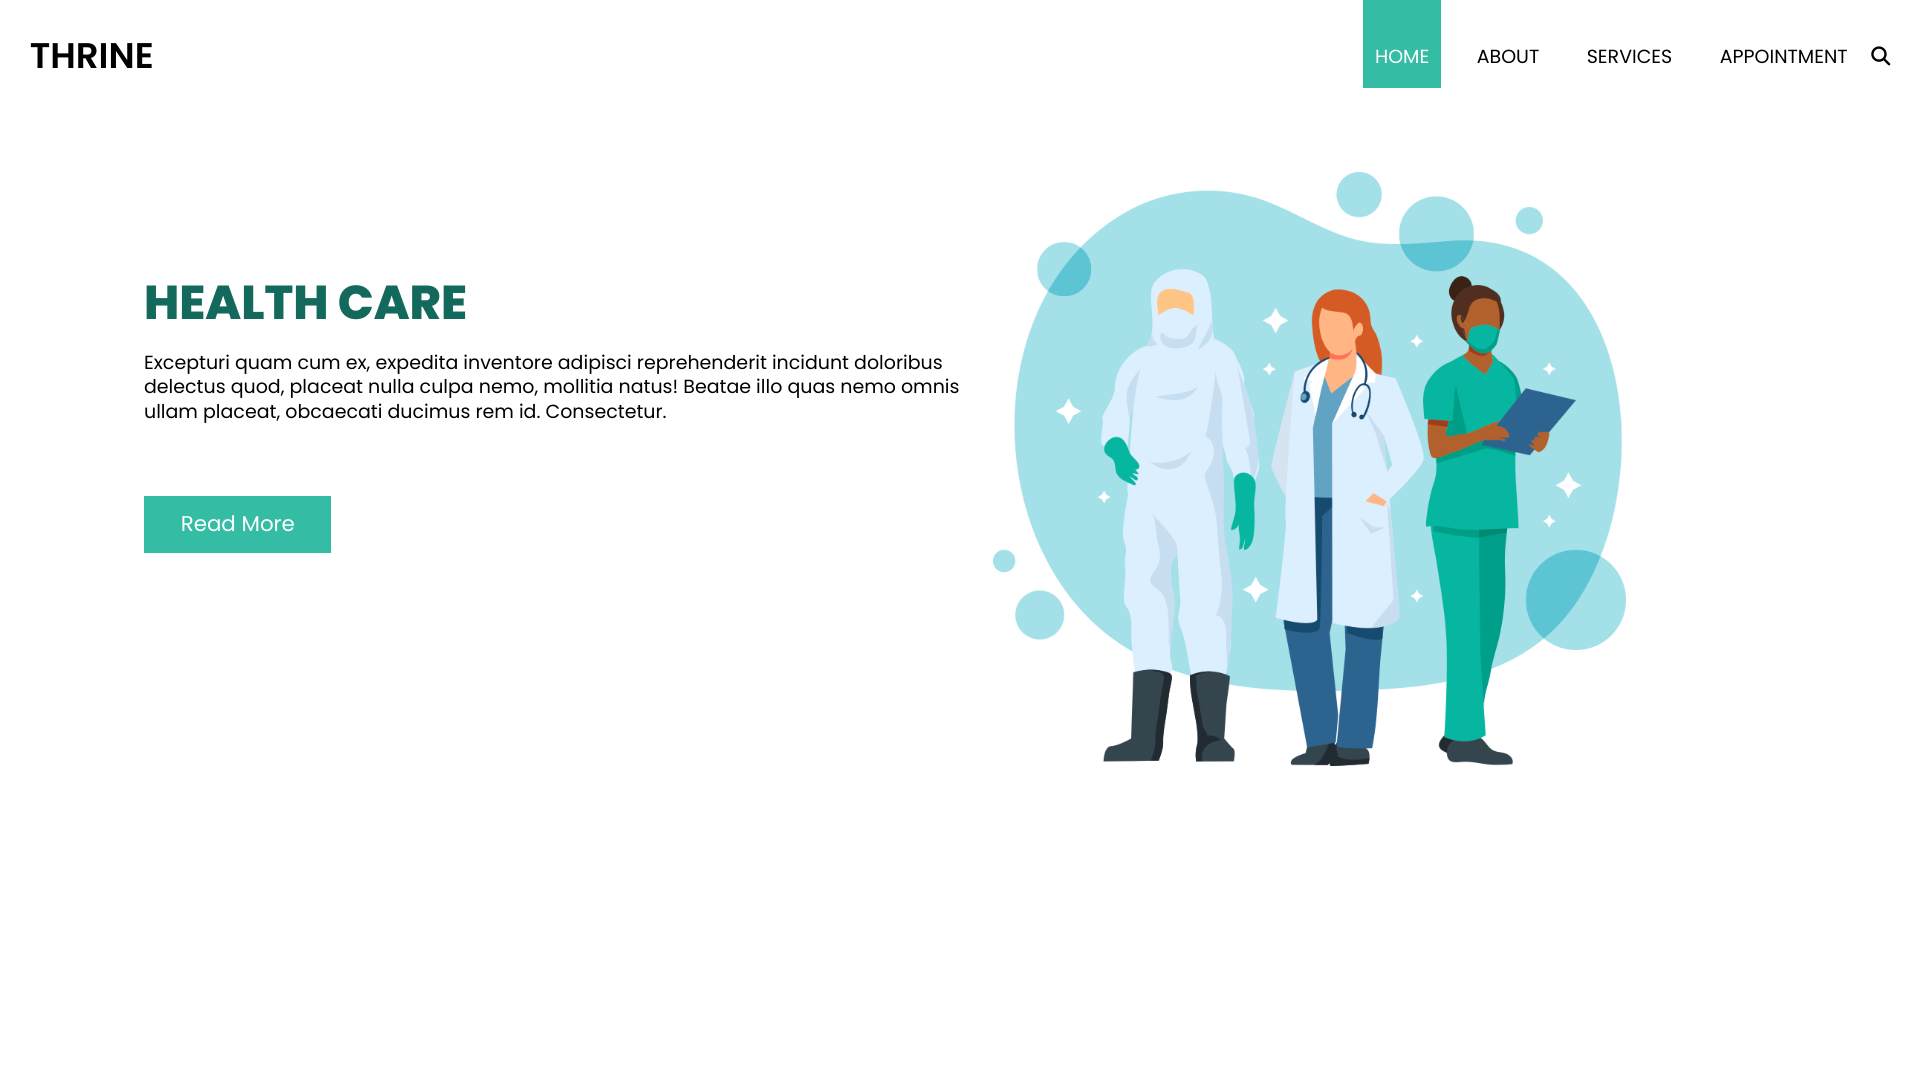 THRINE
HOME
ABOUT
SERVICES
APPOINTMENT
HEALTH CARE
Excepturi quam cum ex, expedita inventore adipisci reprehenderit incidunt doloribus
delectus quod, placeat nulla culpa nemo, mollitia natus! Beatae illo quas nemo omnis
ullam placeat, obcaecati ducimus rem id. Consectetur.
Read More